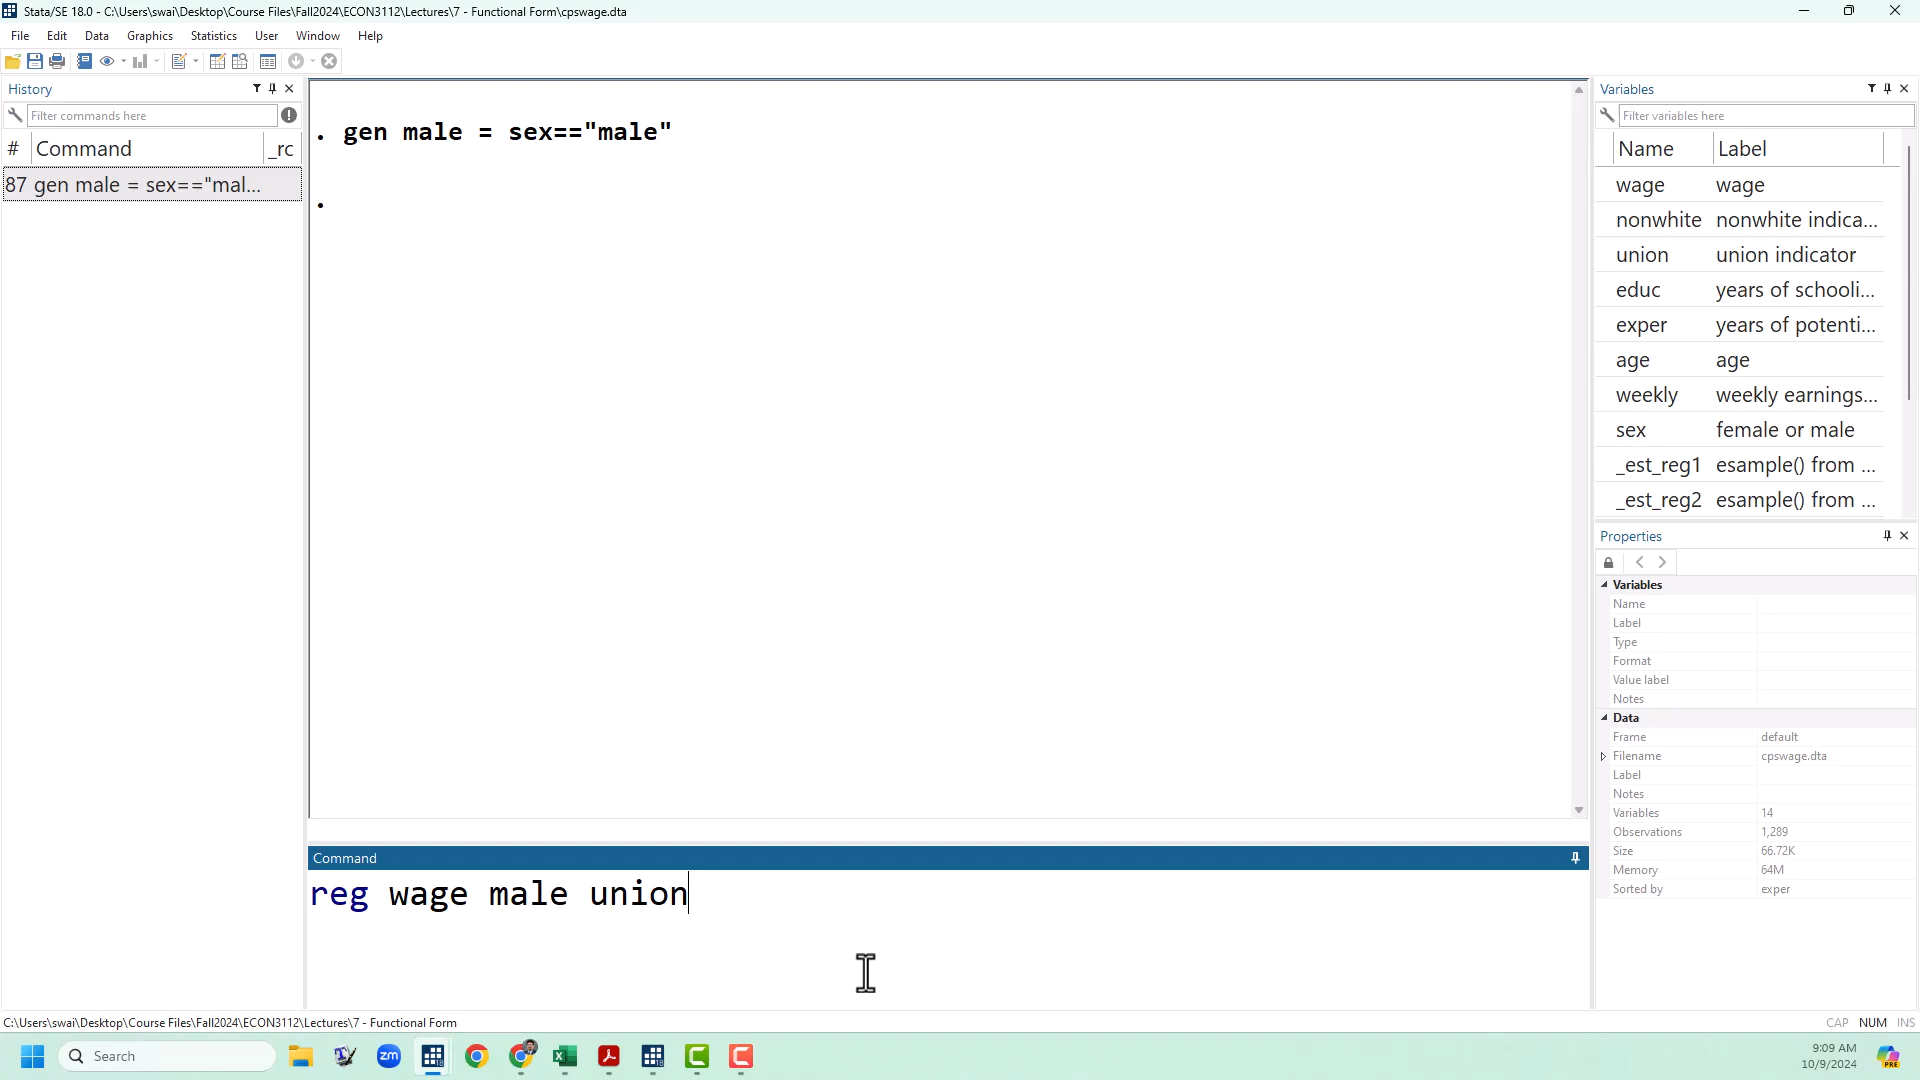 Stata/SE 18.0 - C:\Users\swai\Desktop\Course Files\Fall2024\ECON3112\Lectures\7 - Functional Form\cpswage.dta
File Edit Data Graphics Statistics User Window Help
History
Filter commands here
# Command _rc
87 gen male = sex=="mal...
. gen male = sex=="male"
.
Command
reg wage male union
Variables
Filter variables here
Name Label
wage wage
nonwhite nonwhite indica...
union union indicator
educ years of schooli...
exper years of potenti...
age age
weekly weekly earnings...
sex female or male
_est_reg1 esample() from ...
_est_reg2 esample() from ...
Properties
Variables
Name
Label
Type
Format
Value label
Notes
Data
Frame default
Filename cpswage.dta
Label
Notes
Variables 14
Observations 1,289
Size 66.72K
Memory 64M
Sorted by exper
C:\Users\swai\Desktop\Course Files\Fall2024\ECON3112\Lectures\7 - Functional Form
CAP NUM INS
Search
zm
18
18
PRE
9:09 AM
10/9/2024